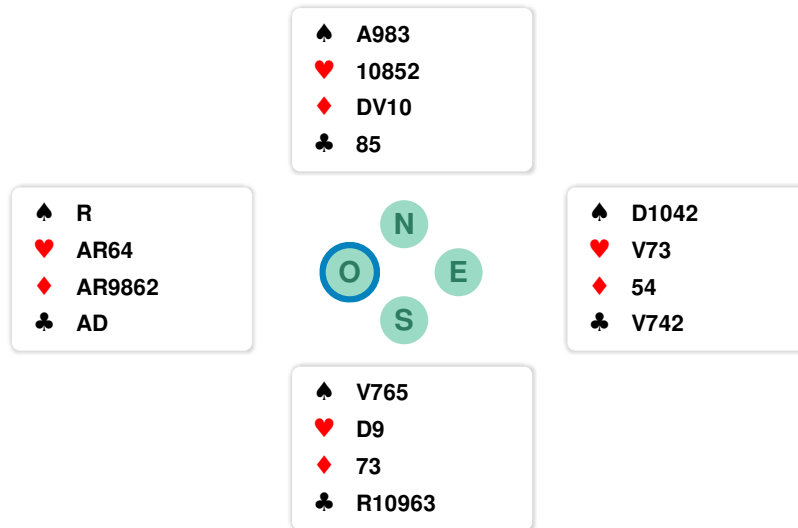 ♠ A983
♥ 10852
♦ DV10
♣ 85
♠ R
♥ AR64
♦ AR9862
♣ AD
N
O E
S
♠ D1042
♥ V73
♦ 54
♣ V742
♠ V765
♥ D9
♦ 73
♣ R10963